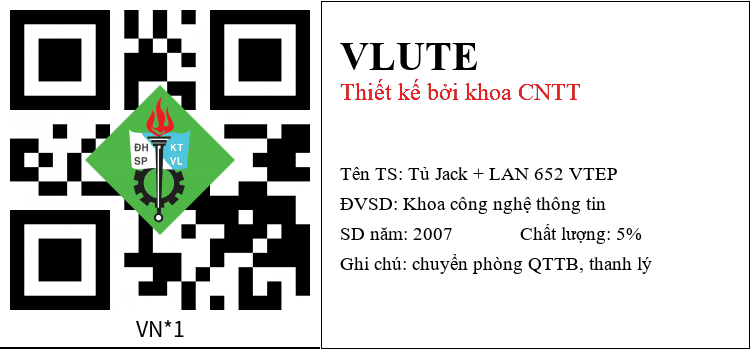 ĐH KT
SP VL
VN*1
VLUTE
Thiết kế bởi khoa CNTT
Tên TS: Tủ Jack + LAN 652 VTEP
ĐVSD: Khoa công nghệ thông tin
SD năm: 2007 Chất lượng: 5%
Ghi chú: chuyển phòng QTTB, thanh lý